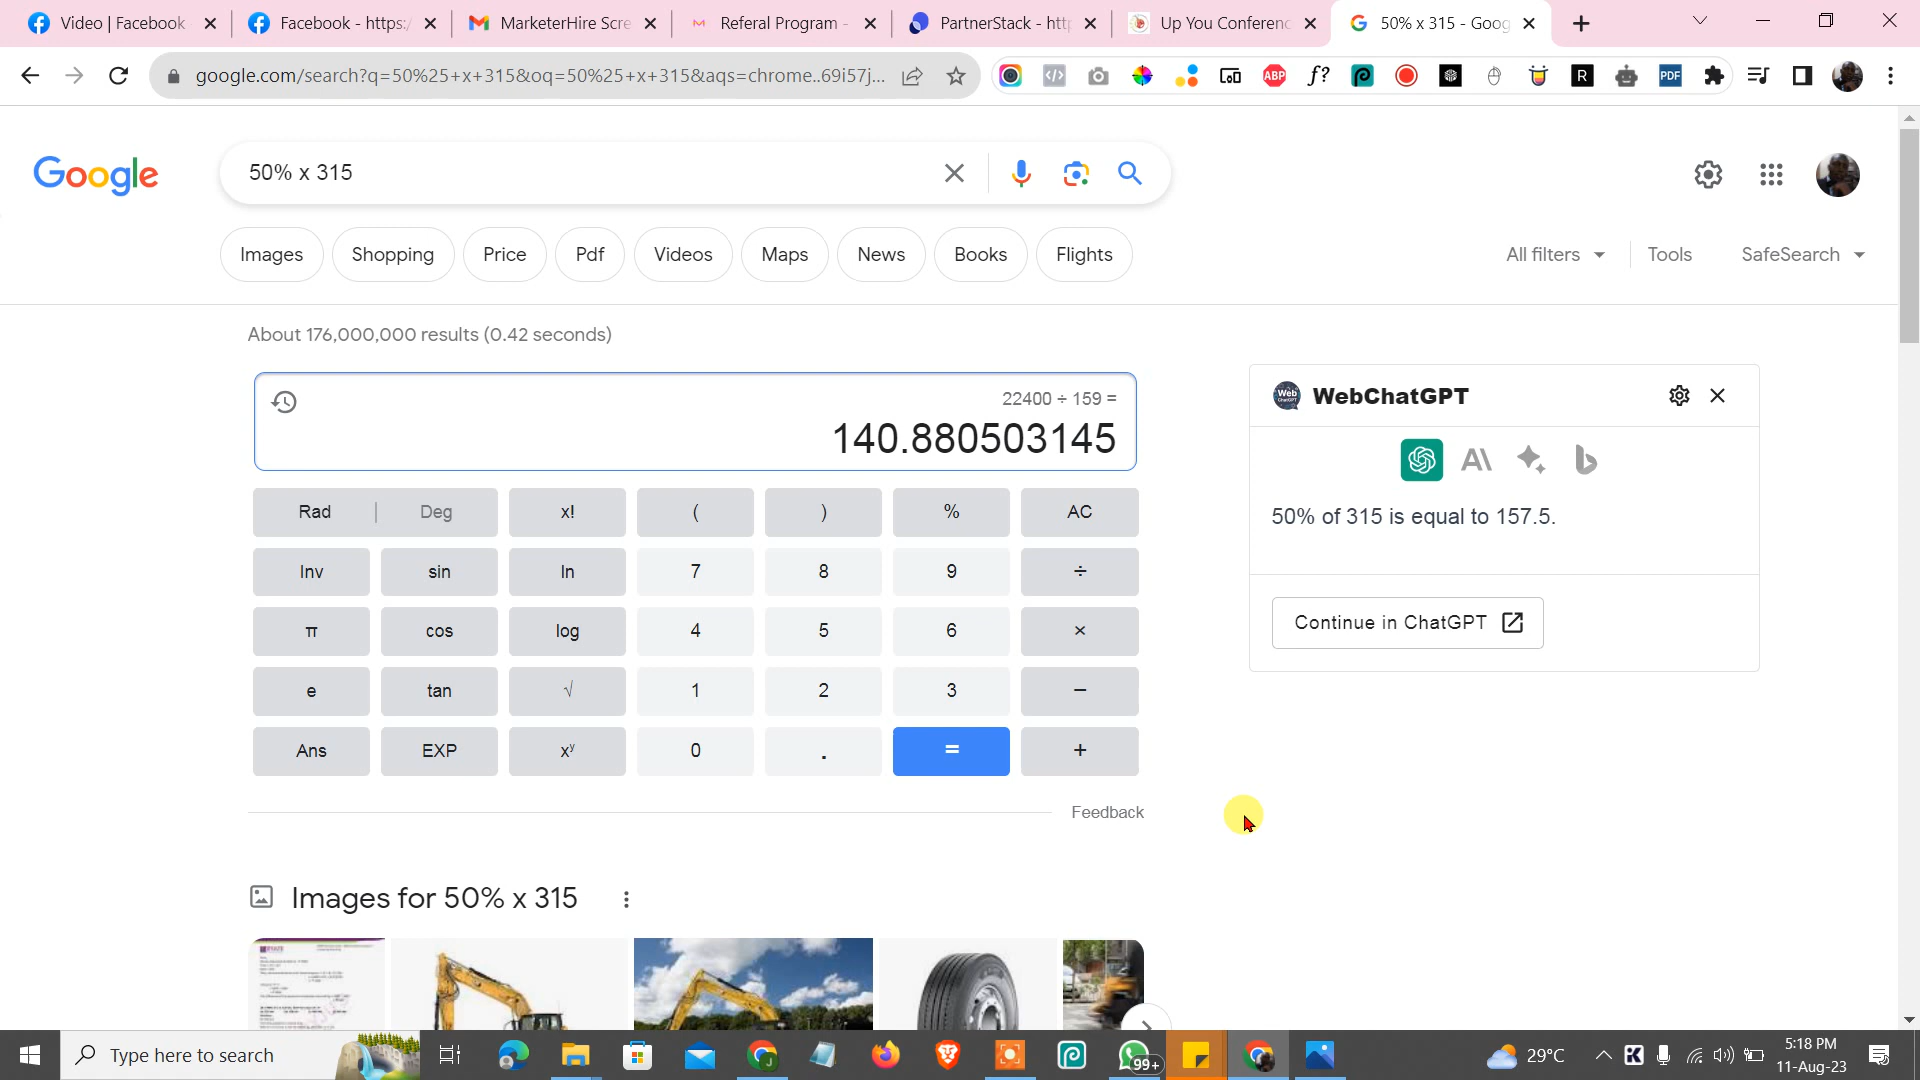 Video | Facebook
Facebook - https:/
MarketerHire Scre
Referal Program -
PartnerStack - http
Up You Conferenc
50% x 315 - Goog
google.com/search?q=50%25+x+315&oq=50%25+x+315&aqs=chrome..69i57j...
ABP
f?
R
PDF
Google
50% x 315
Images
Shopping
Price
Pdf
Videos
Maps
News
Books
Flights
All filters
Tools
SafeSearch
About 176,000,000 results (0.42 seconds)
22400 ÷ 159 =
140.880503145
Rad | Deg
x!
(
)
%
AC
Inv
sin
ln
7
8
9
÷
π
cos
log
4
5
6
×
e
tan
√
1
2
3
−
Ans
EXP
xʸ
0
.
=
+
Feedback
WebChatGPT
50% of 315 is equal to 157.5.
Continue in ChatGPT
Images for 50% x 315
Type here to search
99+
29°C
5:18 PM
11-Aug-23